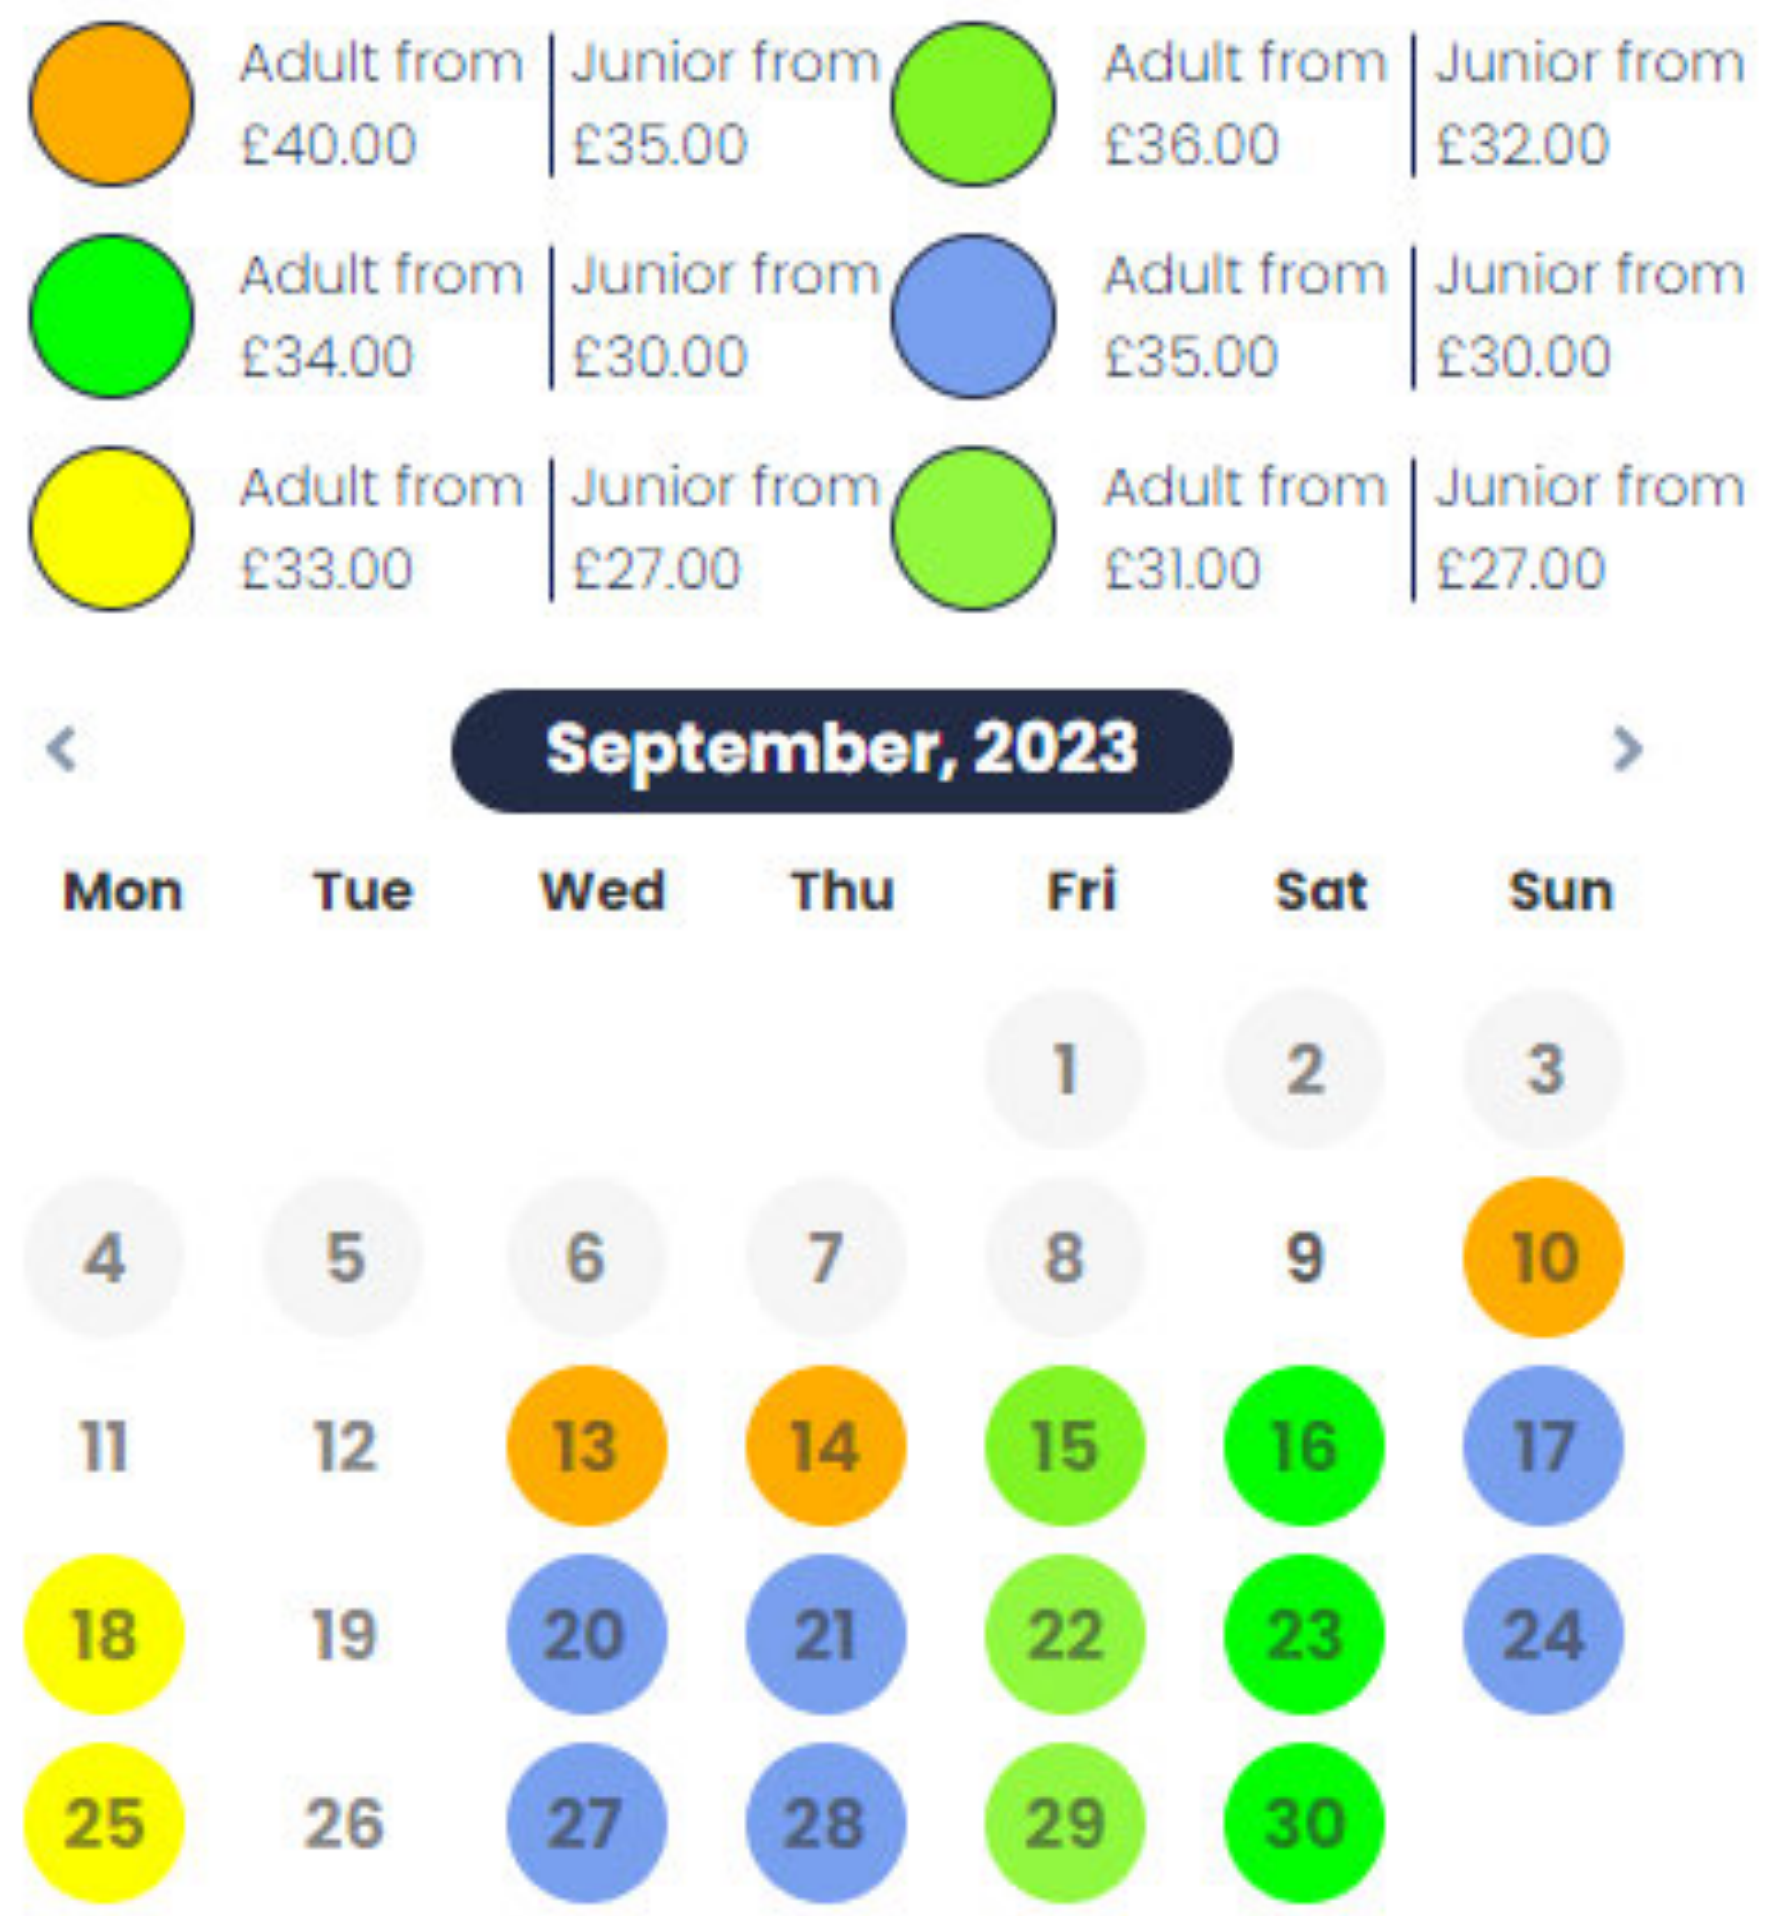 Adult from Junior from Adult from Junior from
£40.00 £35.00 £36.00 £32.00
Adult from Junior from Adult from Junior from
£34.00 £30.00 £35.00 £30.00
Adult from Junior from Adult from Junior from
£33.00 £27.00 £31.00 £27.00
September, 2023
Mon Tue Wed Thu Fri Sat Sun
1 2 3
4 5 6 7 8 9 10
11 12 13 14 15 16 17
18 19 20 21 22 23 24
25 26 27 28 29 30